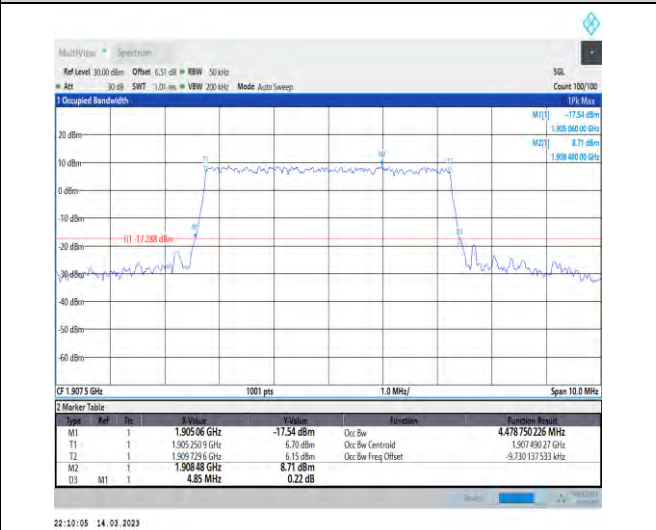 MultiView Spectrum
Ref Level 30.00 dBm Offset 6.51 dB RBW 50 kHz SGL
Att 30 dB SWT 1.01 ms VBW 200 kHz Mode Auto Sweep Count 100/100
1 Occupied Bandwidth 1Pk Max
M1[1] -17.54 dBm
1.905 060 00 GHz
M2[1] 8.71 dBm
1.908 480 00 GHz
20 dBm
10 dBm
0 dBm
-10 dBm
-20 dBm
-30 dBm
-40 dBm
-50 dBm
-60 dBm
T1
M2
T2
M1
D3
H1 -17.288 dBm
CF 1.907 5 GHz 1001 pts 1.0 MHz/ Span 10.0 MHz
2 Marker Table
Type Ref Trc X-Value Y-Value Function Function Result
M1 1 1.905 06 GHz -17.54 dBm Occ Bw 4.478 750 226 MHz
T1 1 1.905 250 9 GHz 6.70 dBm Occ Bw Centroid 1.907 490 27 GHz
T2 1 1.909 729 6 GHz 6.15 dBm Occ Bw Freq Offset -9.730 137 533 kHz
M2 1 1.908 48 GHz 8.71 dBm
D3 M1 1 4.85 MHz 0.22 dB
22:10:05 14.03.2023